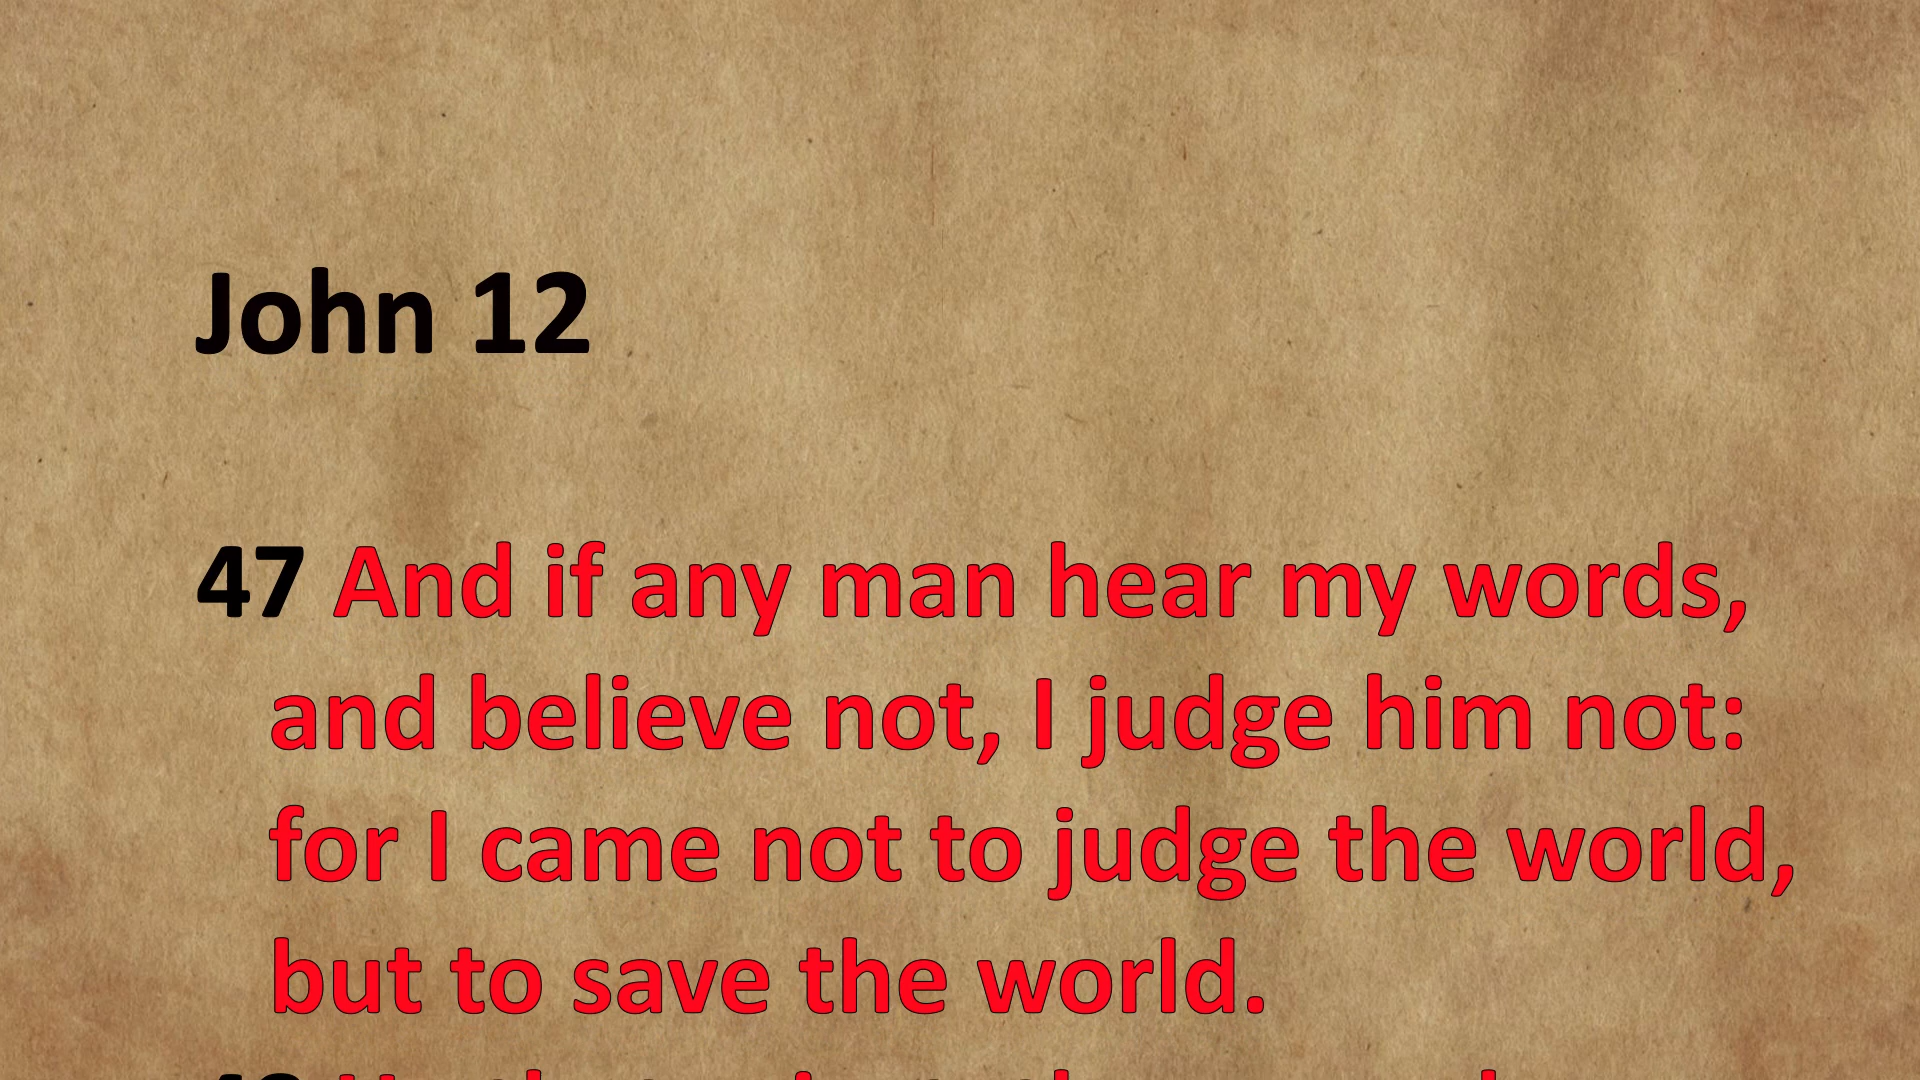 John 12
47 And if any man hear my words,
and believe not, I judge him not:
for I came not to judge the world,
but to save the world.